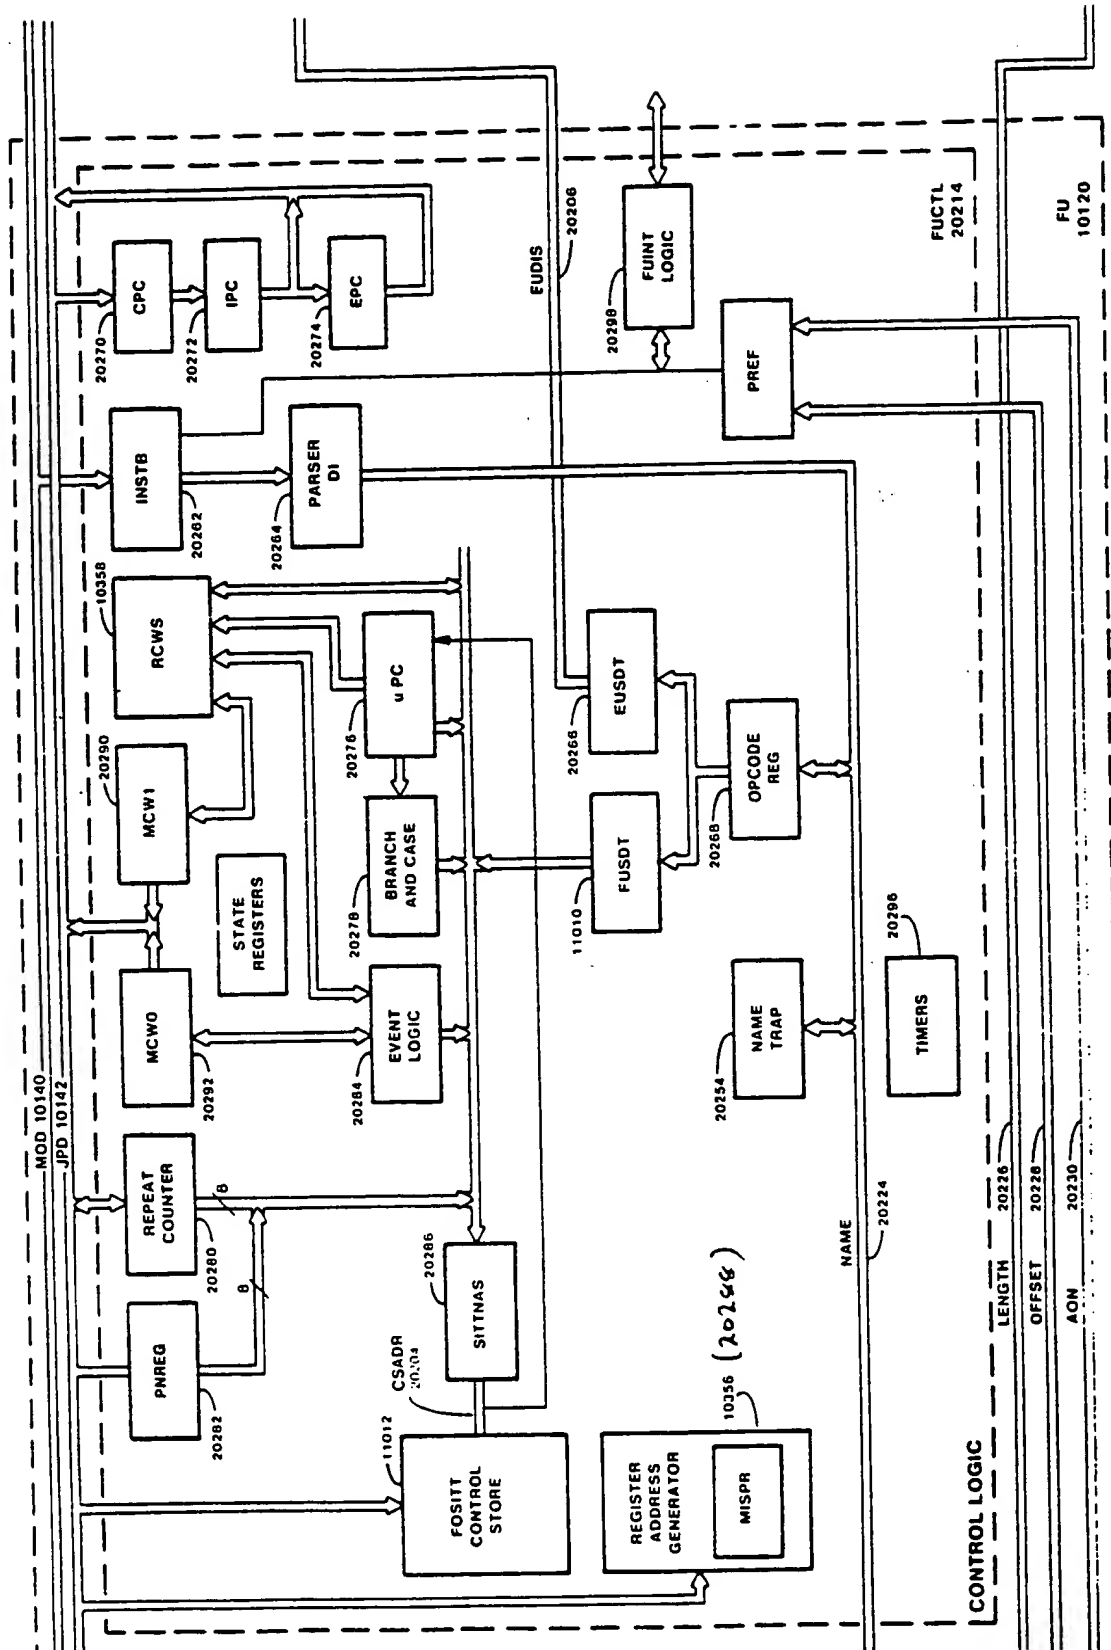 MOD 10140
JPD 10142
PNREG
20282
8
REPEAT
COUNTER
20280
8
MCW0
20292
STATE
REGISTERS
MCW1
20290
RCWS
10358
INSTB
20262
PARSER
DI
20264
CPC
20270
IPC
20272
EPC
20274
FOSITT
CONTROL
STORE
11012
CSADR
20204
SITTNAS
20286
EVENT
LOGIC
20284
BRANCH
AND CASE
20278
u PC
20276
EUDIS
20206
FUINT
LOGIC
20298
REGISTER
ADDRESS
GENERATOR
MISPR
10356 (20288)
NAME
TRAP
20254
FUSDT
11010
EUSDT
20266
OPCODE
REG
20268
PREF
TIMERS
20296
NAME
20224
CONTROL LOGIC
FUCTL
20214
LENGTH
20226
OFFSET
20228
AON
20230
FU
10120